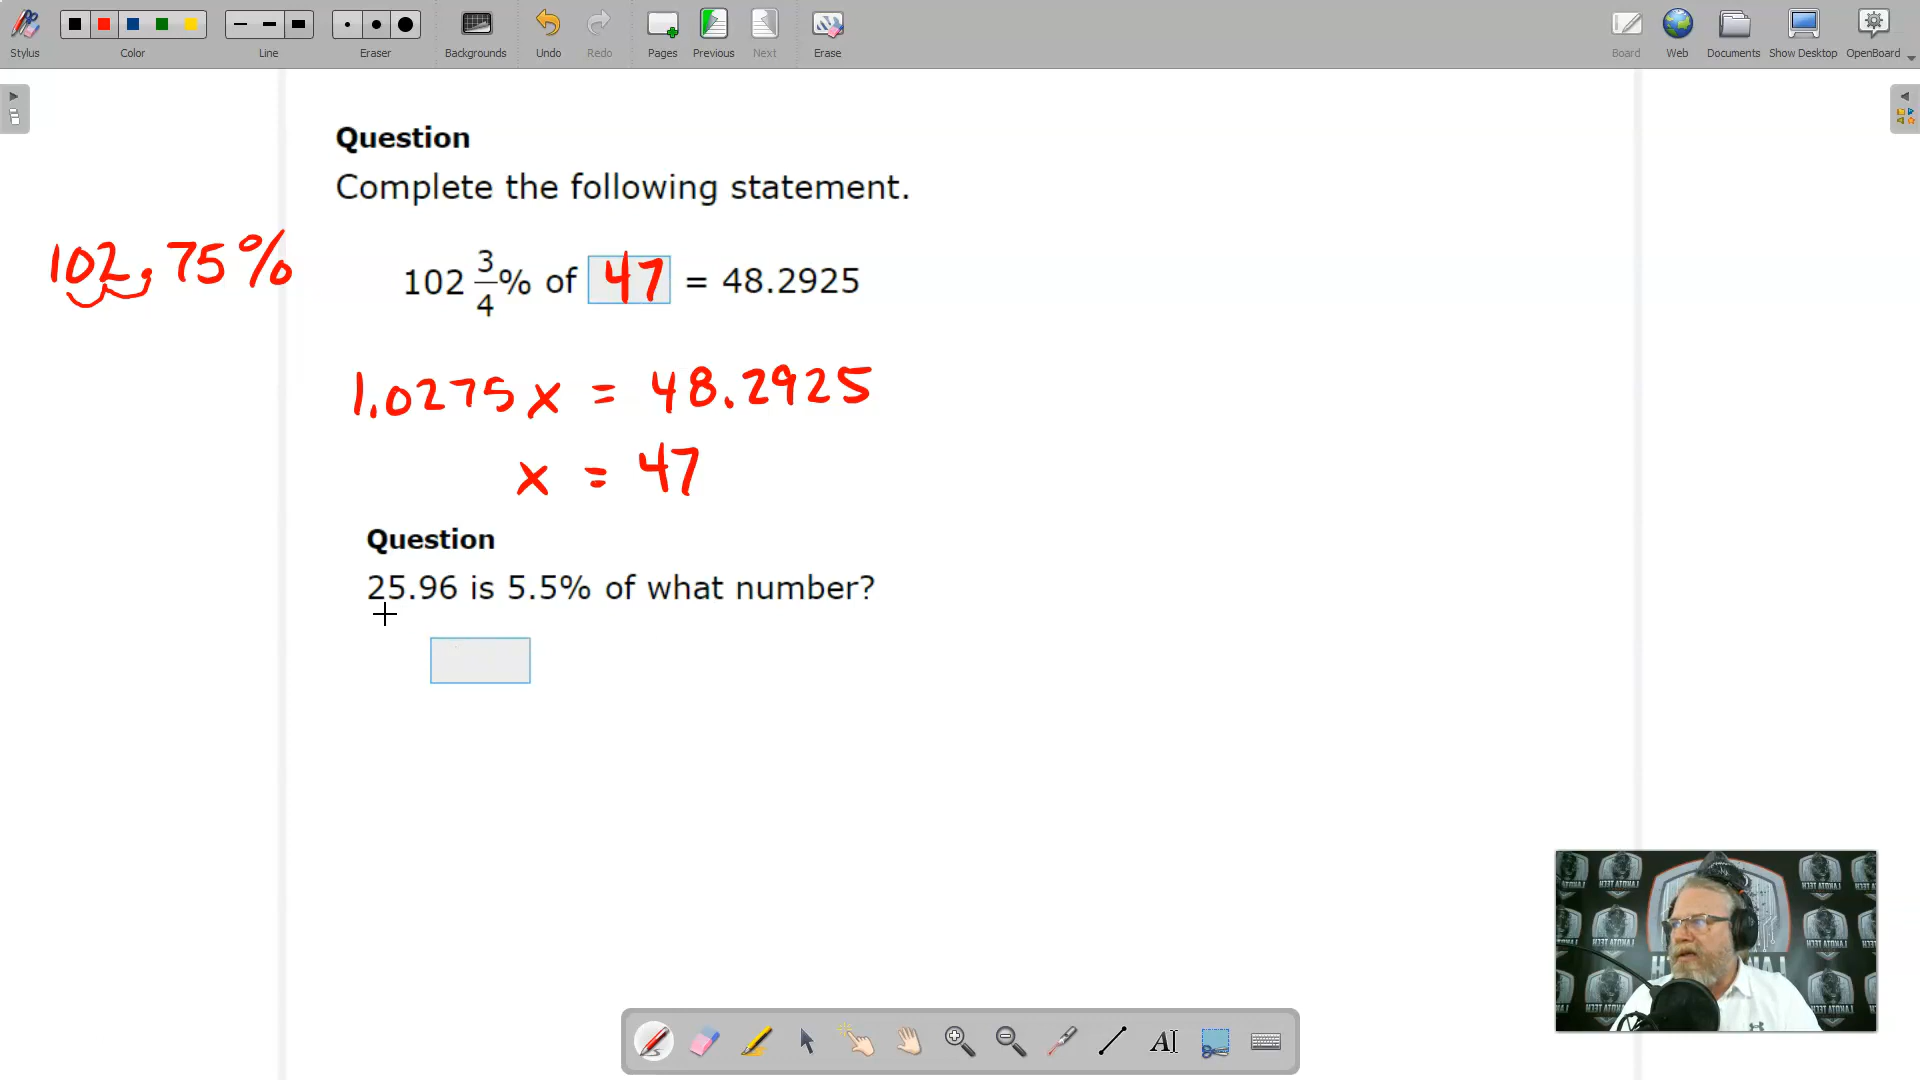 Stylus Color Line Eraser Backgrounds Undo Redo Pages Previous Next Erase Board Web Documents Show Desktop OpenBoard
Question
Complete the following statement.
102 3/4% of 47 = 48.2925
102.75%
1.0275x = 48.2925
x = 47
Question
25.96 is 5.5% of what number?
AI